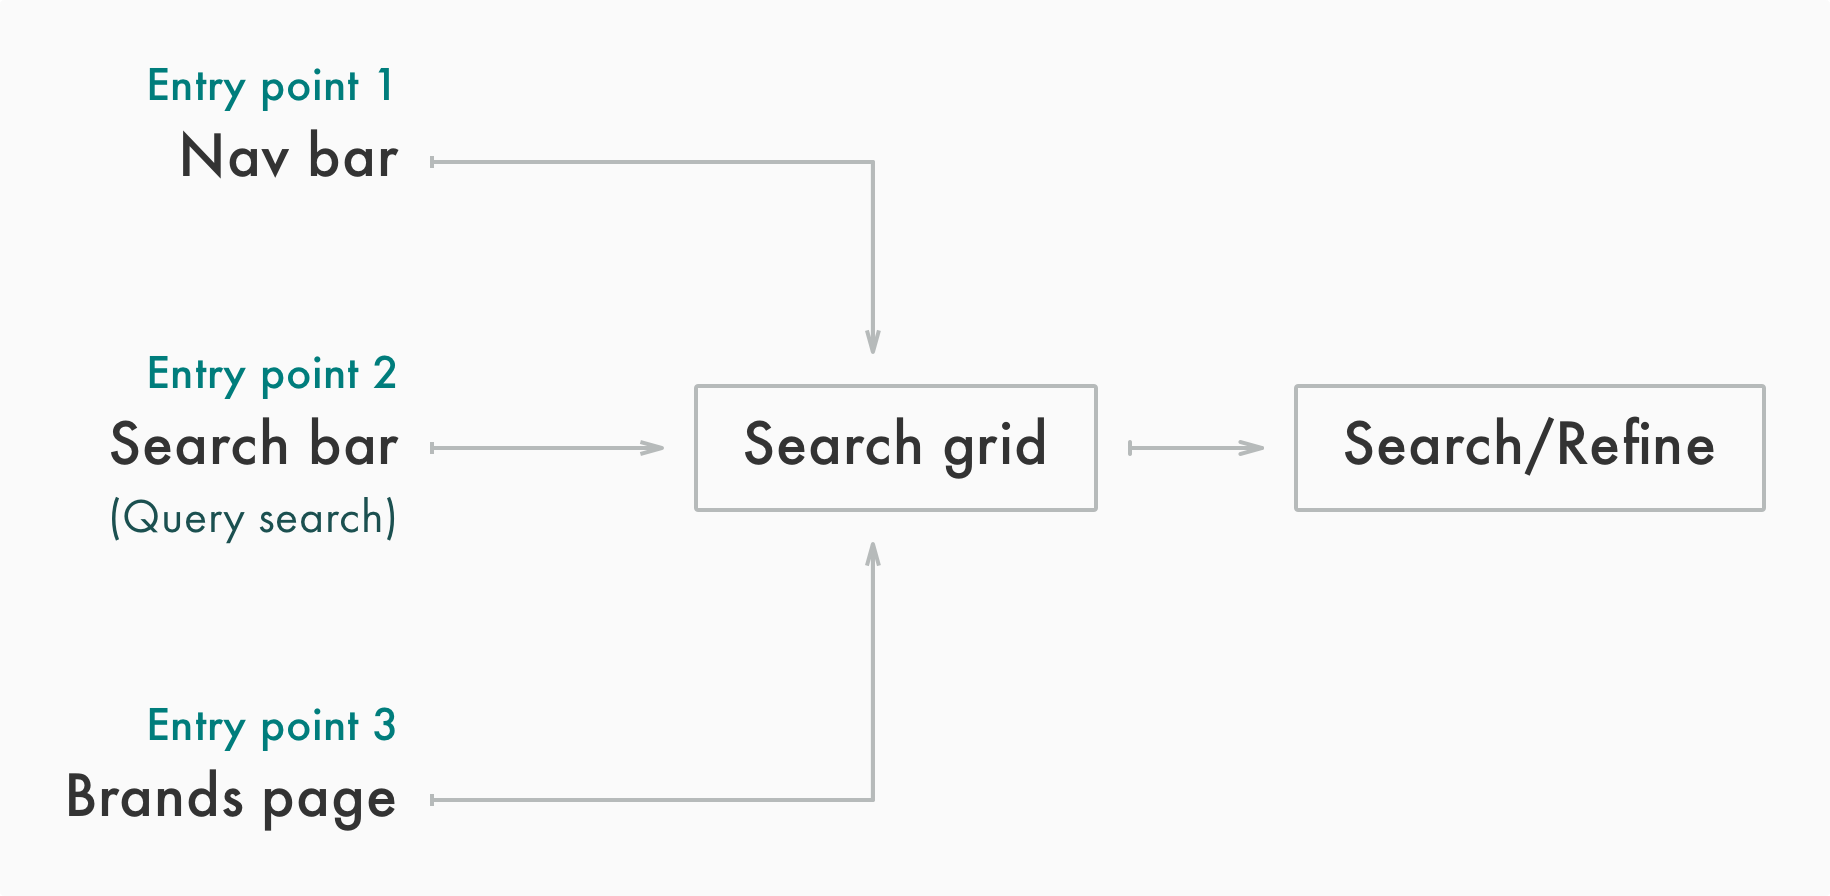 Entry point 1
Nav bar
Entry point 2
Search bar
(Query search)
Search grid
Search/Refine
Entry point 3
Brands page